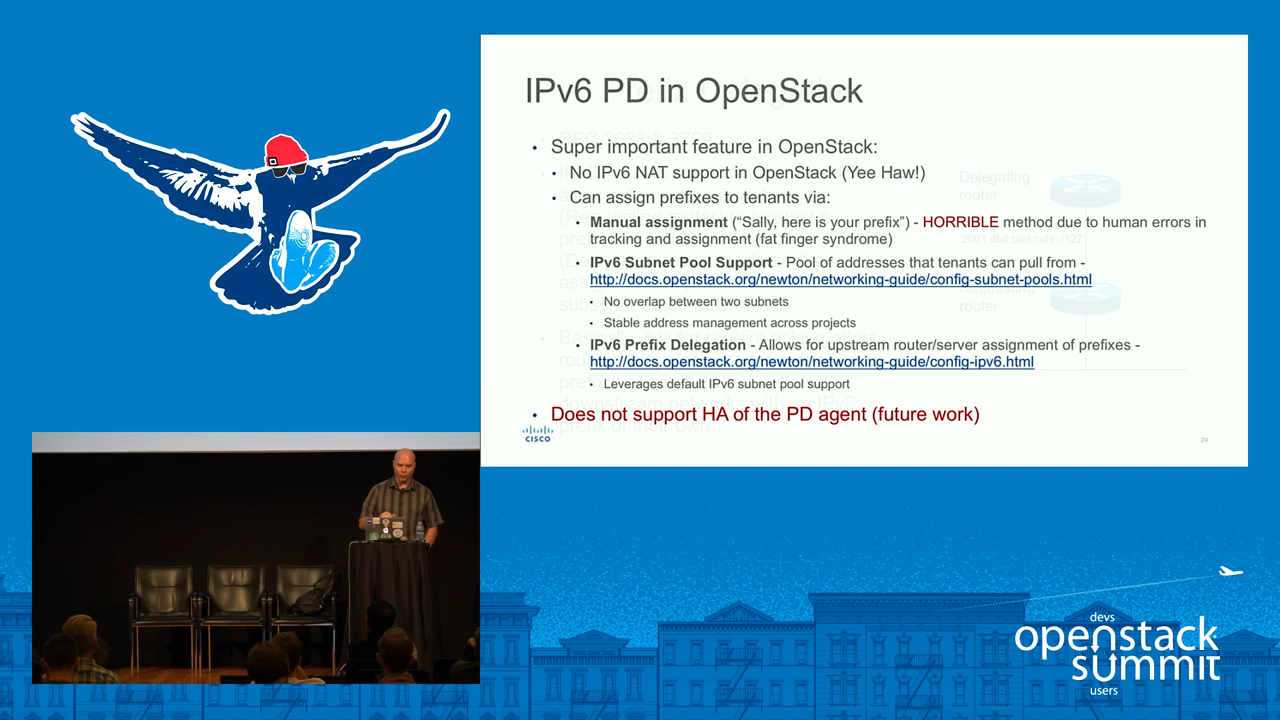 IPv6 PD in OpenStack
• Super important feature in OpenStack:
• No IPv6 NAT support in OpenStack (Yee Haw!)
• Can assign prefixes to tenants via:
• Manual assignment (“Sally, here is your prefix”) - HORRIBLE method due to human errors in
tracking and assignment (fat finger syndrome)
• IPv6 Subnet Pool Support - Pool of addresses that tenants can pull from -
http://docs.openstack.org/newton/networking-guide/config-subnet-pools.html
• No overlap between two subnets
• Stable address management across projects
• IPv6 Prefix Delegation - Allows for upstream router/server assignment of prefixes -
http://docs.openstack.org/newton/networking-guide/config-ipv6.html
• Leverages default IPv6 subnet pool support
• Does not support HA of the PD agent (future work)
Delegating
router
router
CISCO
24
devs
openstack
summit
users